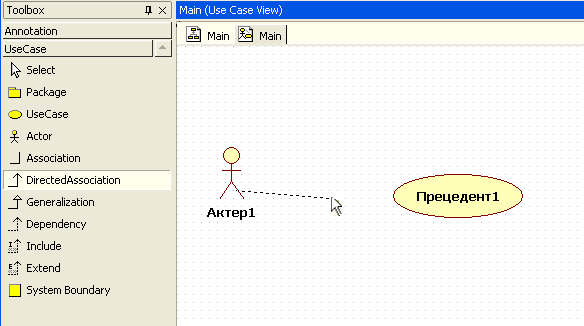 Toolbox
Annotation
UseCase
Select
Package
UseCase
Actor
Association
DirectedAssociation
Generalization
Dependency
Include
Extend
System Boundary
Main (Use Case View)
Main Main
Актер1
Прецедент1